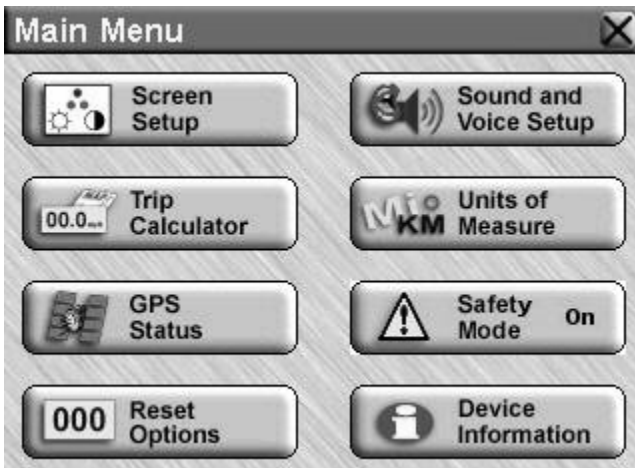 Main Menu
Screen
Setup
Sound and
Voice Setup
00.0
Trip
Calculator
Mi
KM
Units of
Measure
GPS
Status
Safety
Mode
On
000
Reset
Options
Device
Information